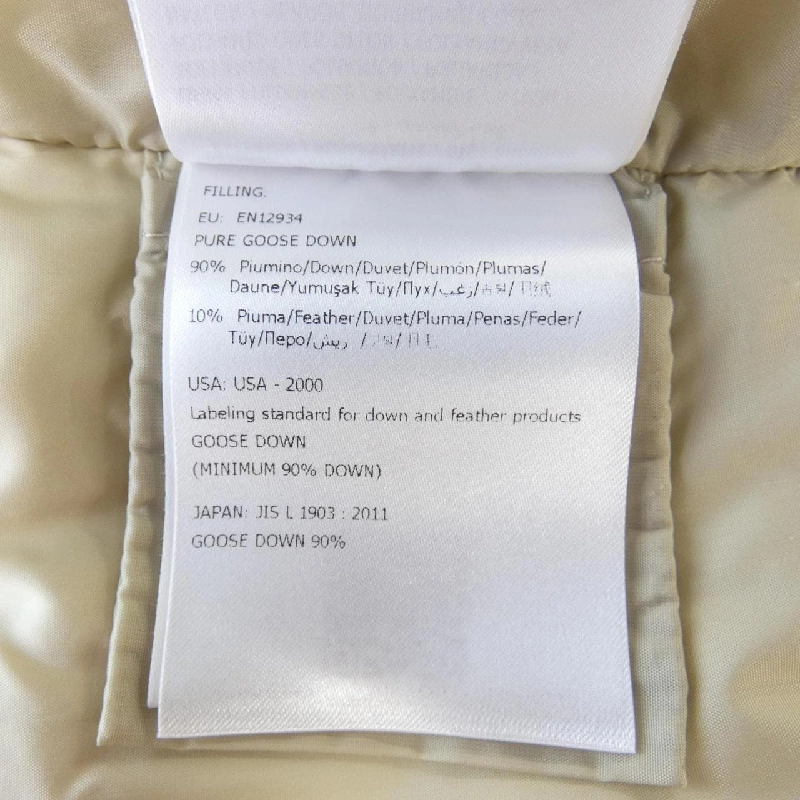 FILLING.
EU: EN12934
PURE GOOSE DOWN
90% Piumino/Down/Duvet/Plumón/Plumas/
Daune/Yumuşak Tüy/Пух/زغب/
10% Piuma/Feather/Duvet/Pluma/Penas/Feder/
Tüy/Перо/ريش /
USA: USA - 2000
Labeling standard for down and feather products
GOOSE DOWN
(MINIMUM 90% DOWN)
JAPAN: JIS L 1903 : 2011
GOOSE DOWN 90%